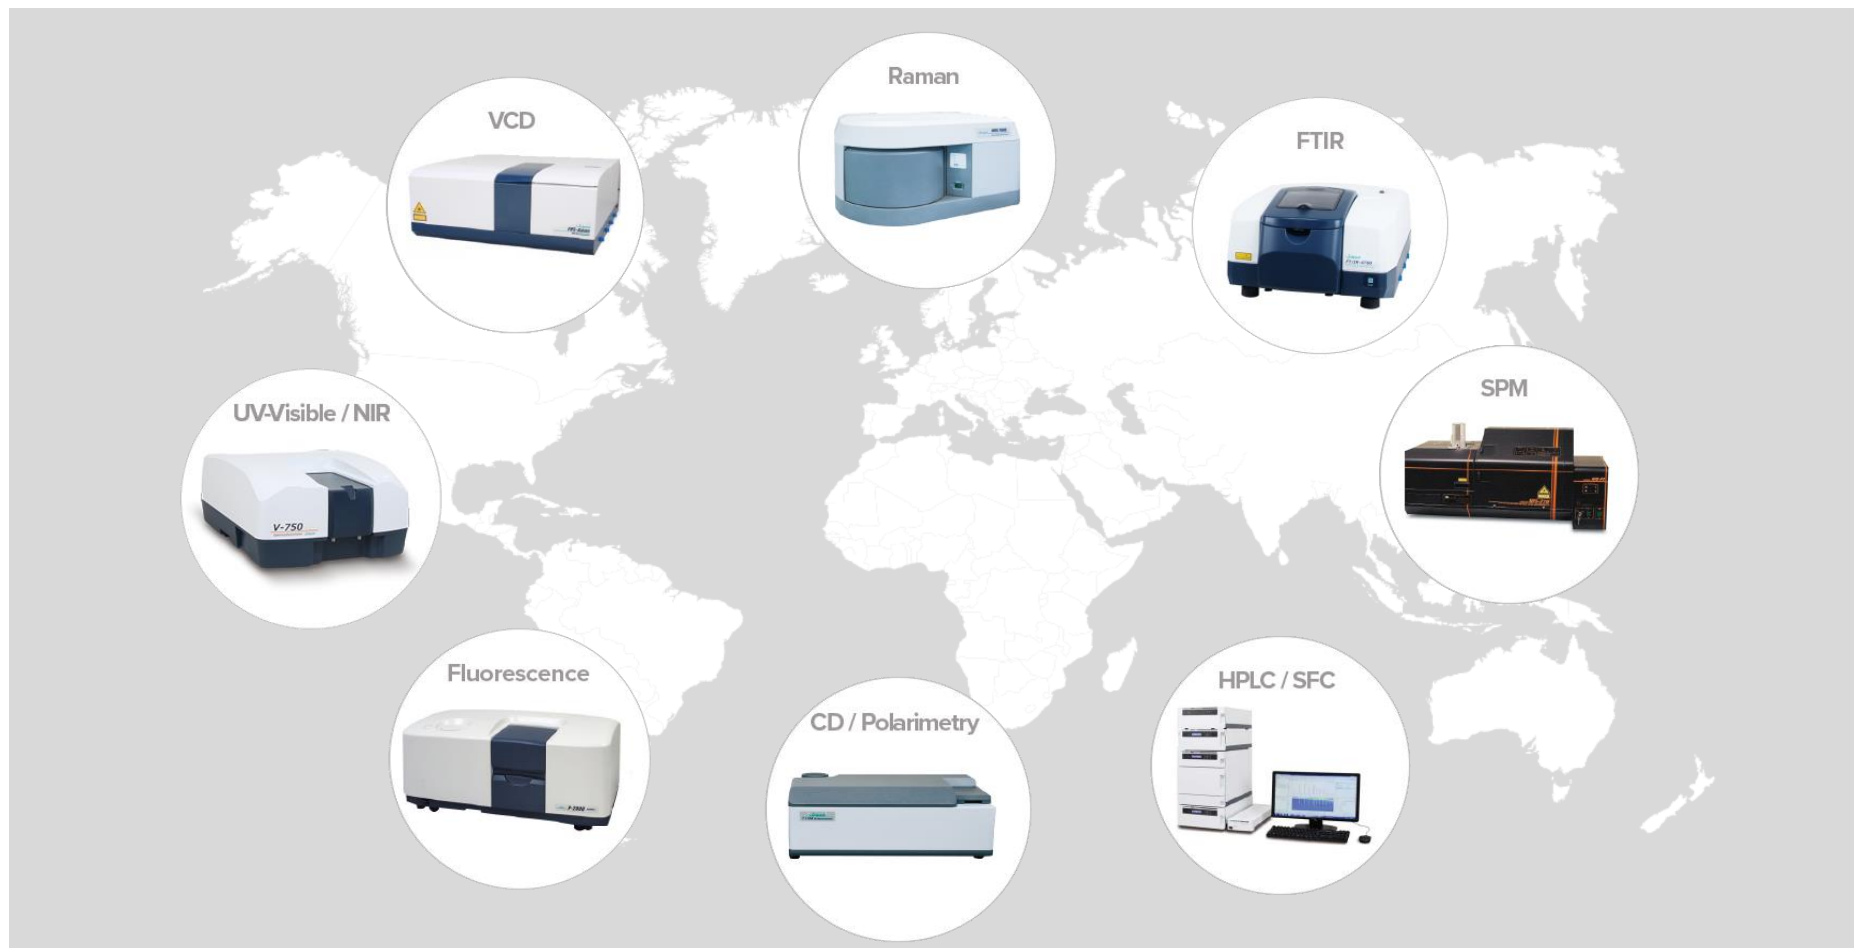 Raman
VCD
FTIR
SPM
UV-Visible / NIR
V-750
Fluorescence
HPLC / SFC
CD / Polarimetry